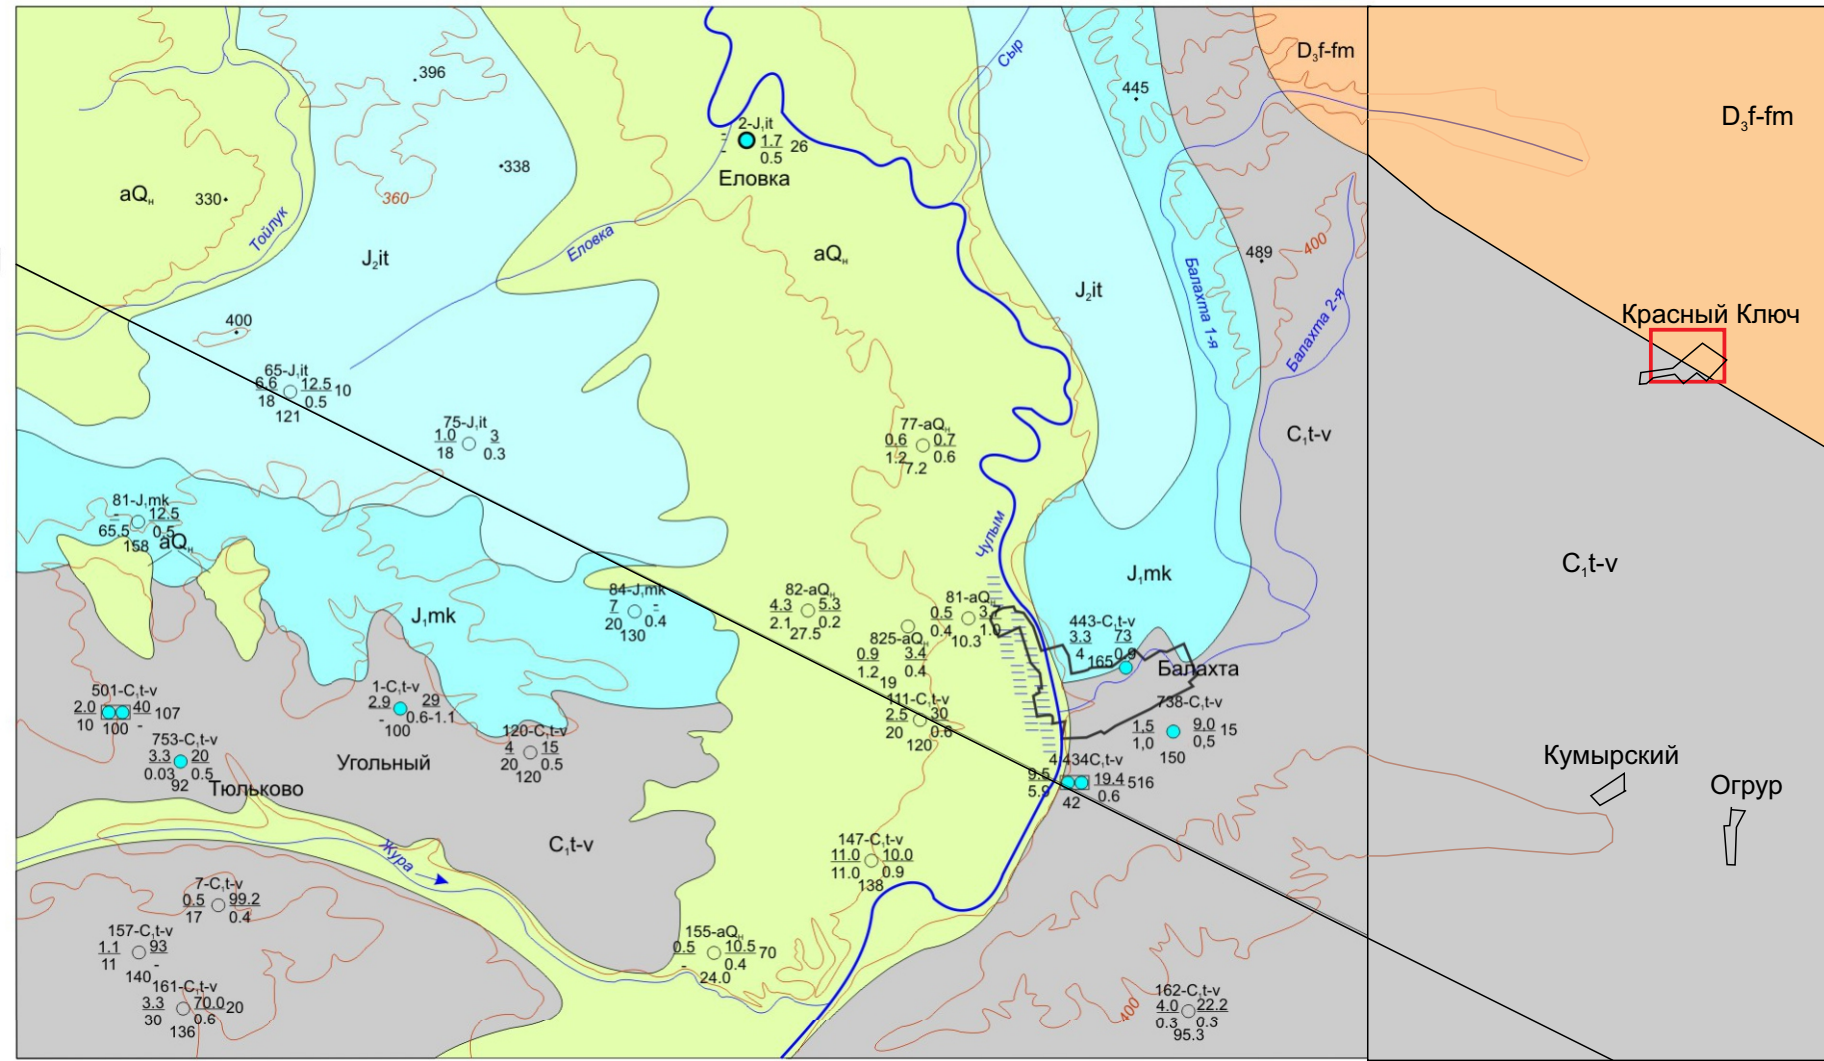 D₃f-fm
D₃f-fm
Сыр
396
445
2-J₁it
- 1.7 26
- 0.5
Еловка
338
aQн
330
360
Тойлук
Еловка
J₂it
aQн
J₂it
489
400
Балахта 1-я
Балахта 2-я
Красный Ключ
400
65-J₁it
6.6 12.5 10
18 0.5
121
75-J₁it
1.0 3
18 0.3
77-aQн
0.6 0.7
1.2 0.6
7.2
C₁t-v
81-J₁mk
- 12.5
65.5 0.5
158
aQн
Чулым
C₁t-v
J₁mk
J₁mk
84-J₁mk
7 -
20 0.4
130
82-aQн
4.3 5.3
2.1 0.2
27.5
81-aQн
0.5 3.
0.4 1.0
10.3
825-aQн
0.9 3.4
1.2 0.4
19
443-C₁t-v
3.3 73
4 0.9
165
Балахта
501-C₁t-v
2.0 40 107
10 -
100
1-C₁t-v
2.9 29
- 0.6-1.1
100
111-C₁t-v
2.5 30
20 0.6
120
738-C₁t-v
1,5 9.0 15
1,0 0,5
150
753-C₁t-v
3.3 20
0.03 0.5
92
Тюльково
Угольный
120-C₁t-v
4 15
20 0.5
120
4,434C₁t-v
9.5 19.4 516
5.9 0.6
42
Кумырский
Огрур
Жура
C₁t-v
147-C₁t-v
11.0 10.0
11.0 0.9
138
7-C₁t-v
0.5 99.2
17 0.4
157-C₁t-v
1.1 93
11 -
140
155-aQн
0.5 10.5 70
- 0.4
24.0
161-C₁t-v
3.3 70.0 20
30 0.6
136
400
162-C₁t-v
4.0 22.2
0.3 0.3
95.3